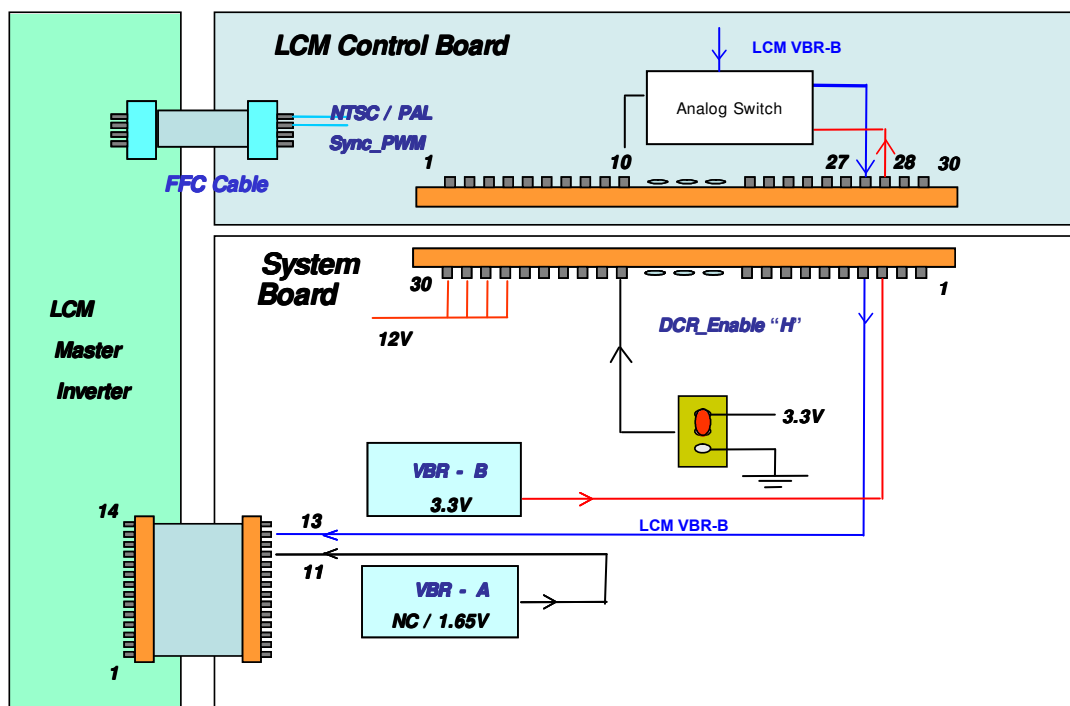 LCM Control Board
LCM VBR-B
Analog Switch
NTSC / PAL
Sync_PWM
FFC Cable
1
10
27
28
30
System
Board
30
1
12V
DCR_Enable “H”
3.3V
LCM
Master
Inverter
VBR - B
3.3V
LCM VBR-B
14
13
11
VBR - A
NC / 1.65V
1